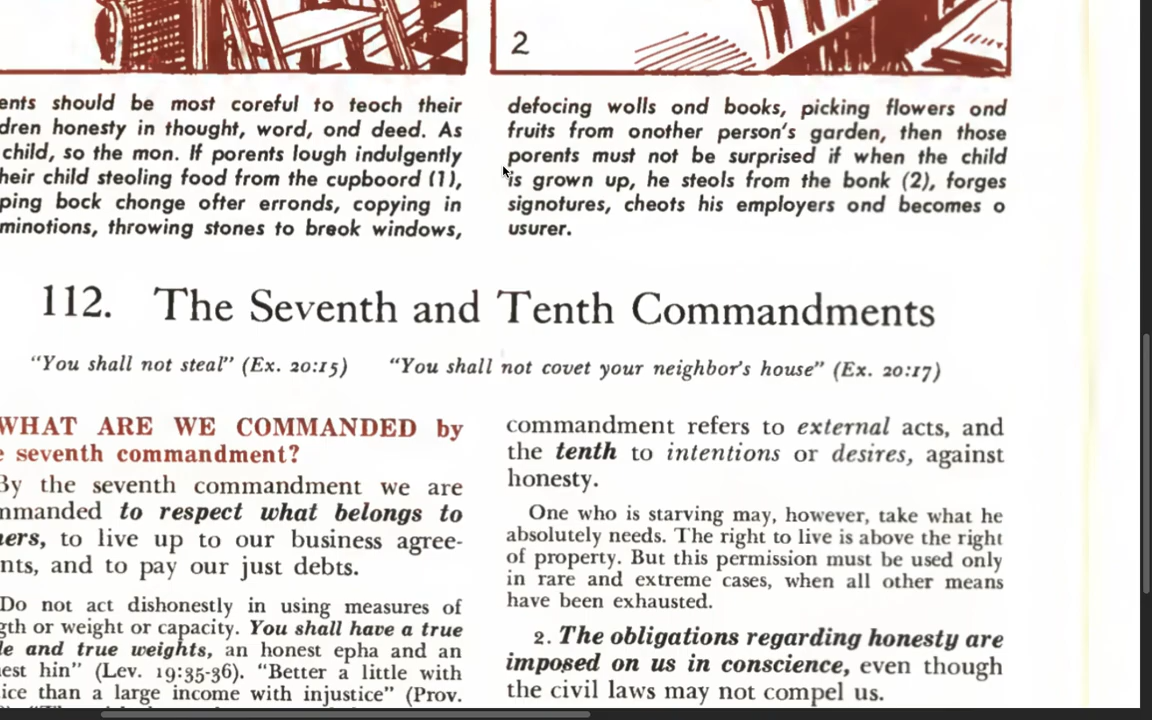 2
ents should be most coreful to teoch their
dren honesty in thought, word, ond deed. As
child, so the mon. If porents lough indulgently
heir child steoling food from the cupboord (1),
ping bock chonge ofter erronds, copying in
minotions, throwing stones to breok windows,
defocing wolls ond books, picking flowers ond
fruits from onother person's garden, then those
porents must not be surprised if when the child
is grown up, he steols from the bonk (2), forges
signotures, cheots his employers ond becomes o
usurer.
112. The Seventh and Tenth Commandments
"You shall not steal" (Ex. 20:15) "You shall not covet your neighbor's house" (Ex. 20:17)
WHAT ARE WE COMMANDED by
e seventh commandment?
By the seventh commandment we are
mmanded to respect what belongs to
ers, to live up to our business agree-
nts, and to pay our just debts.
Do not act dishonestly in using measures of
gth or weight or capacity. You shall have a true
le and true weights, an honest epha and an
est hin" (Lev. 19:35-36). "Better a little with
ice than a large income with injustice" (Prov.
commandment refers to external acts, and
the tenth to intentions or desires, against
honesty.
One who is starving may, however, take what he
absolutely needs. The right to live is above the right
of property. But this permission must be used only
in rare and extreme cases, when all other means
have been exhausted.
2. The obligations regarding honesty are
imposed on us in conscience, even though
the civil laws may not compel us.